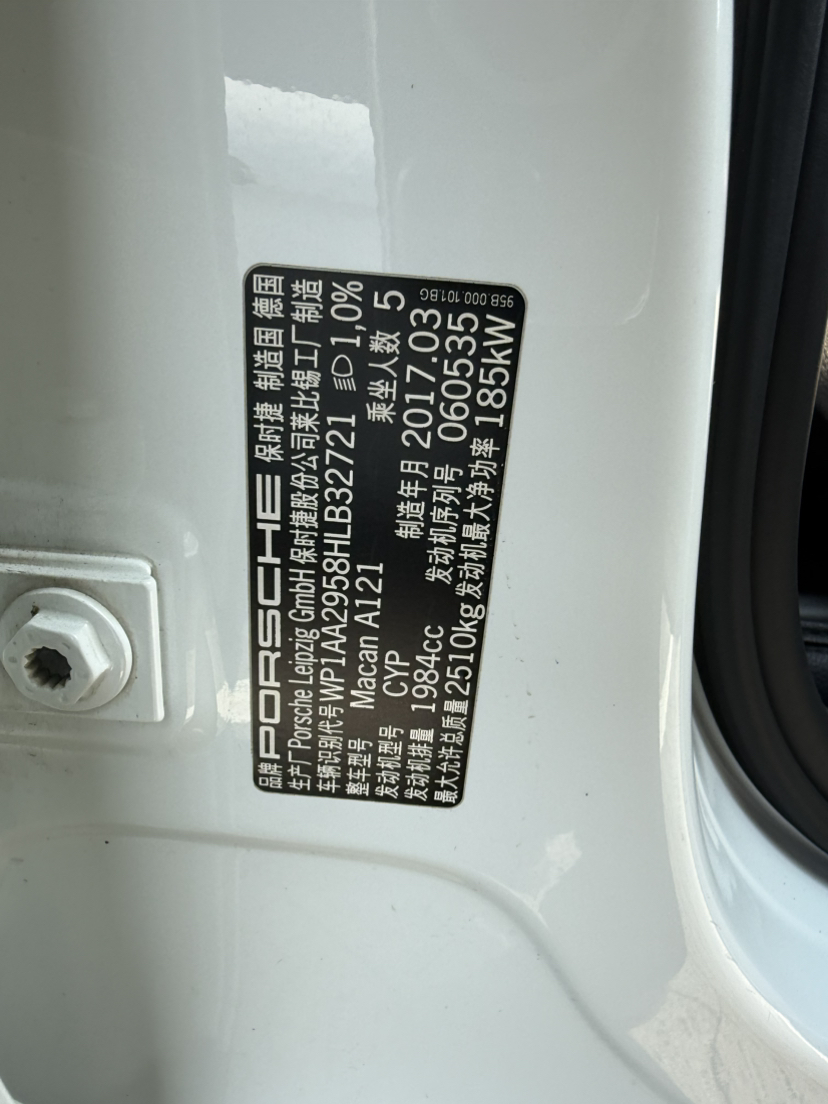 品牌 PORSCHE 保时捷 制造国 德国
生产厂 Porsche Leipzig GmbH 保时捷股份公司莱比锡工厂制造
车辆识别代号 WP1AA2958HLB32721 1,0%
整车型号 Macan A121 乘坐人数 5
发动机型号 CYP 制造年月 2017.03
发动机排量 1984cc 发动机序列号 060535
最大允许总质量 2510kg 发动机最大净功率 185kW
95B.000.101.BG